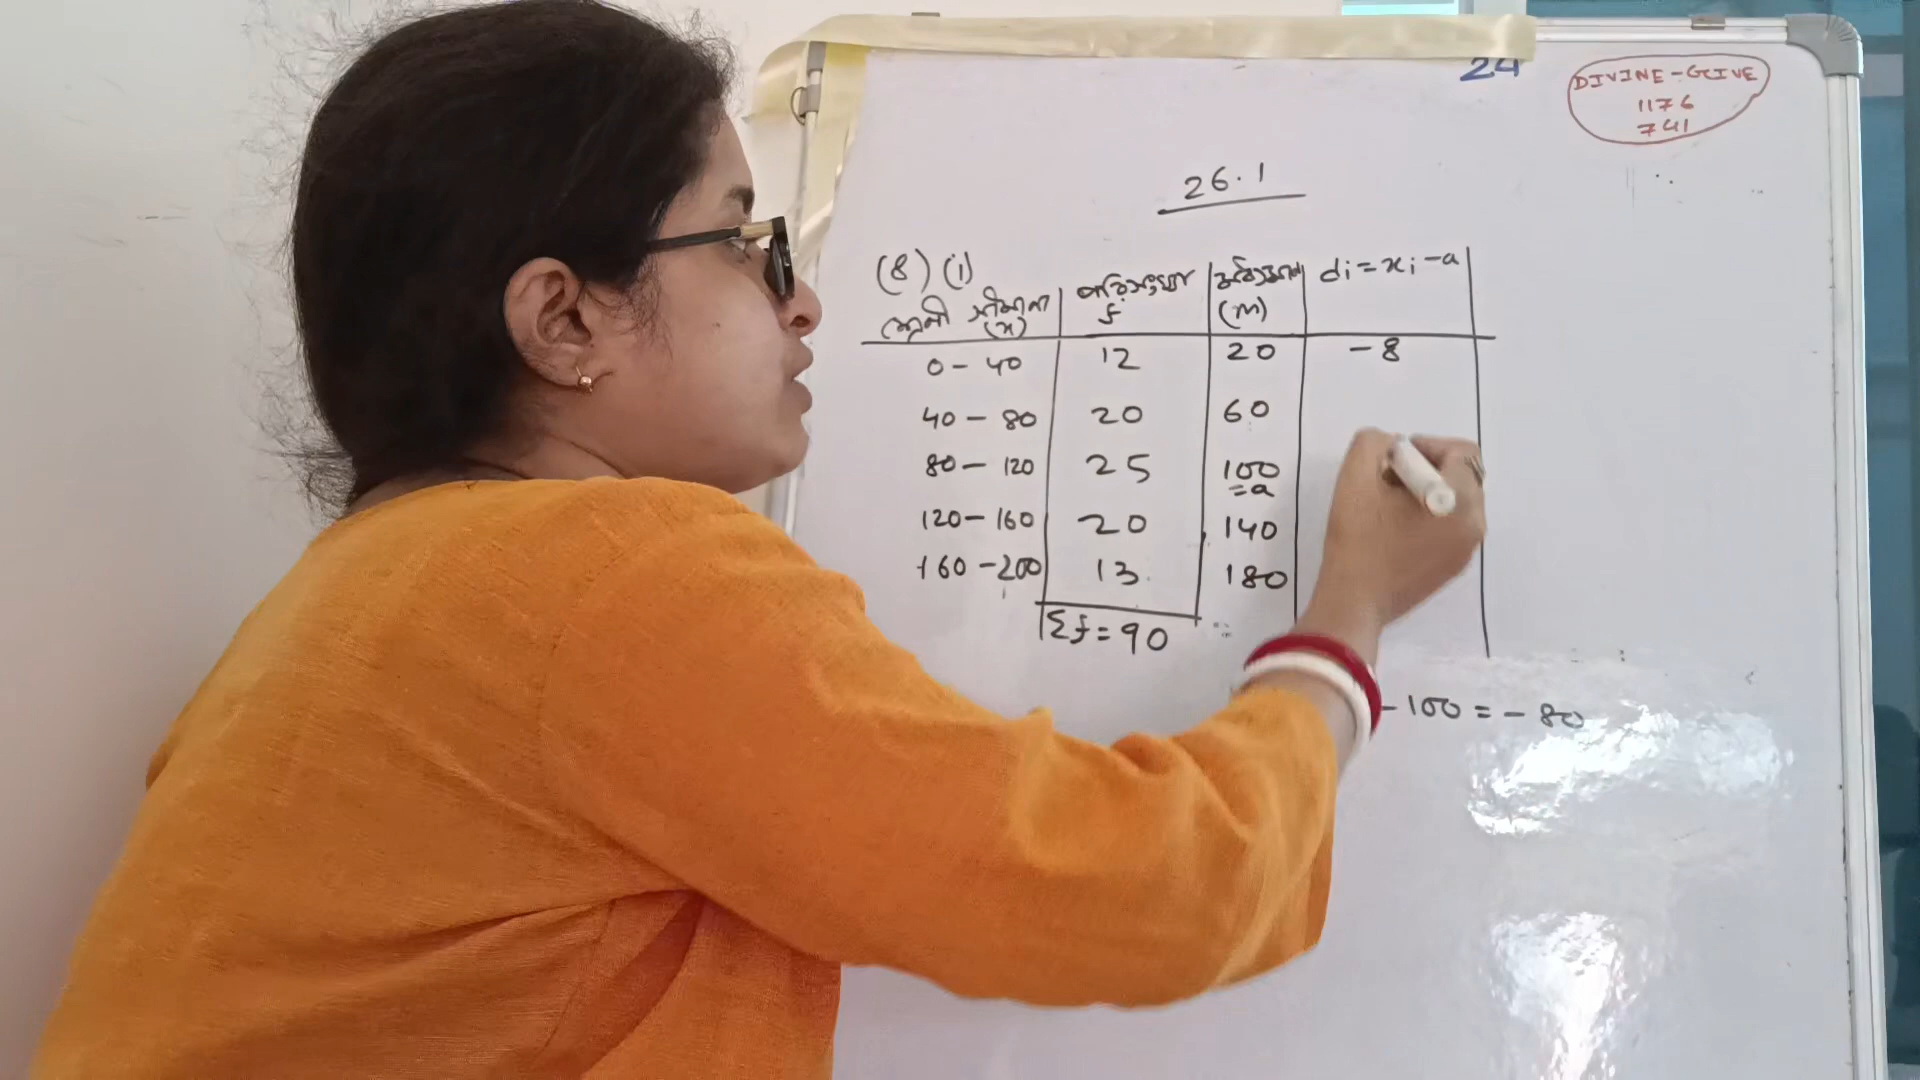 24
DIVINE-GCIVE
1176
741
26.1
(8) (i)
শ্রেণী সীমানা (x) | পরিসংখ্যা f | মধ্যমান (m) | di = xi - a
0 - 40 | 12 | 20 | - 8
40 - 80 | 20 | 60
80 - 120 | 25 | 100 = a
120 - 160 | 20 | 140
160 - 200 | 13 | 180
Σf = 90
- 100 = - 80